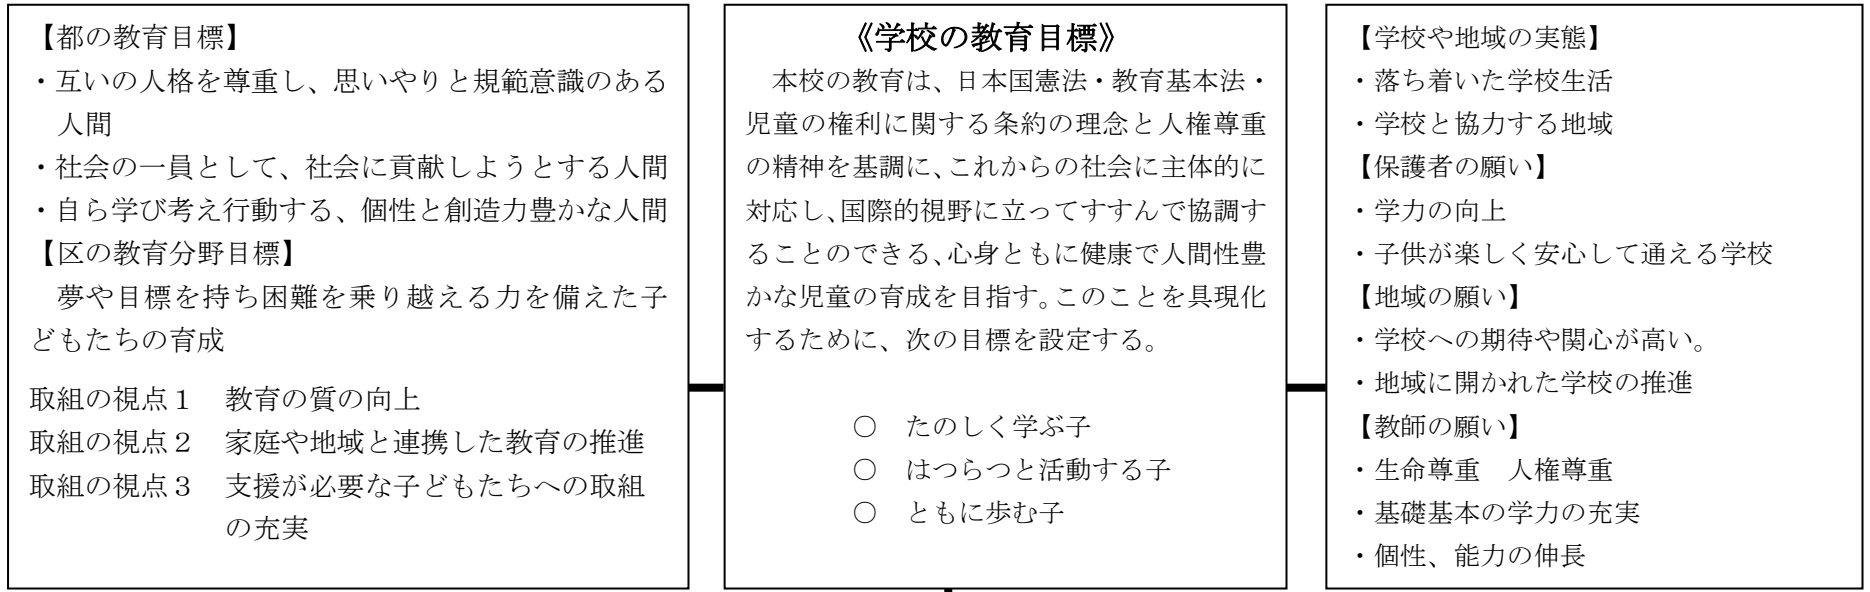 【都の教育目標】
・互いの人格を尊重し、思いやりと規範意識のある
人間
・社会の一員として、社会に貢献しようとする人間
・自ら学び考え行動する、個性と創造力豊かな人間
【区の教育分野目標】
夢や目標を持ち困難を乗り越える力を備えた子
どもたちの育成
取組の視点１　教育の質の向上
取組の視点２　家庭や地域と連携した教育の推進
取組の視点３　支援が必要な子どもたちへの取組
の充実
《学校の教育目標》
本校の教育は、日本国憲法・教育基本法・
児童の権利に関する条約の理念と人権尊重
の精神を基調に、これからの社会に主体的に
対応し、国際的視野に立ってすすんで協調す
ることのできる、心身ともに健康で人間性豊
かな児童の育成を目指す。このことを具現化
するために、次の目標を設定する。
○　たのしく学ぶ子
○　はつらつと活動する子
○　ともに歩む子
【学校や地域の実態】
・落ち着いた学校生活
・学校と協力する地域
【保護者の願い】
・学力の向上
・子供が楽しく安心して通える学校
【地域の願い】
・学校への期待や関心が高い。
・地域に開かれた学校の推進
【教師の願い】
・生命尊重　人権尊重
・基礎基本の学力の充実
・個性、能力の伸長